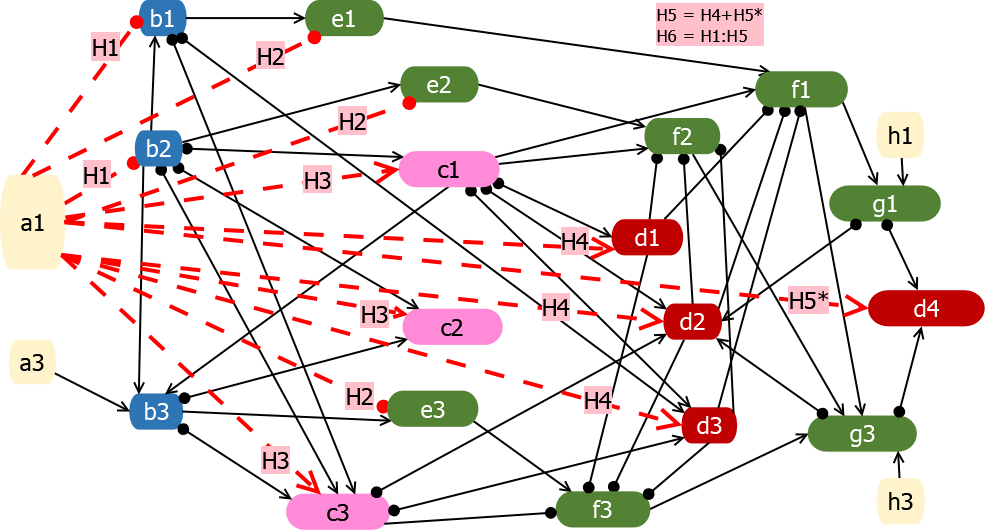 b1
e1
H5 = H4+H5*
H6 = H1:H5
H1
H2
e2
f1
H2
f2
h1
b2
H1
H3
c1
g1
a1
d1
H4
H5*
d4
H4
d2
H3
c2
a3
b3
H2
e3
H4
d3
g3
H3
c3
f3
h3